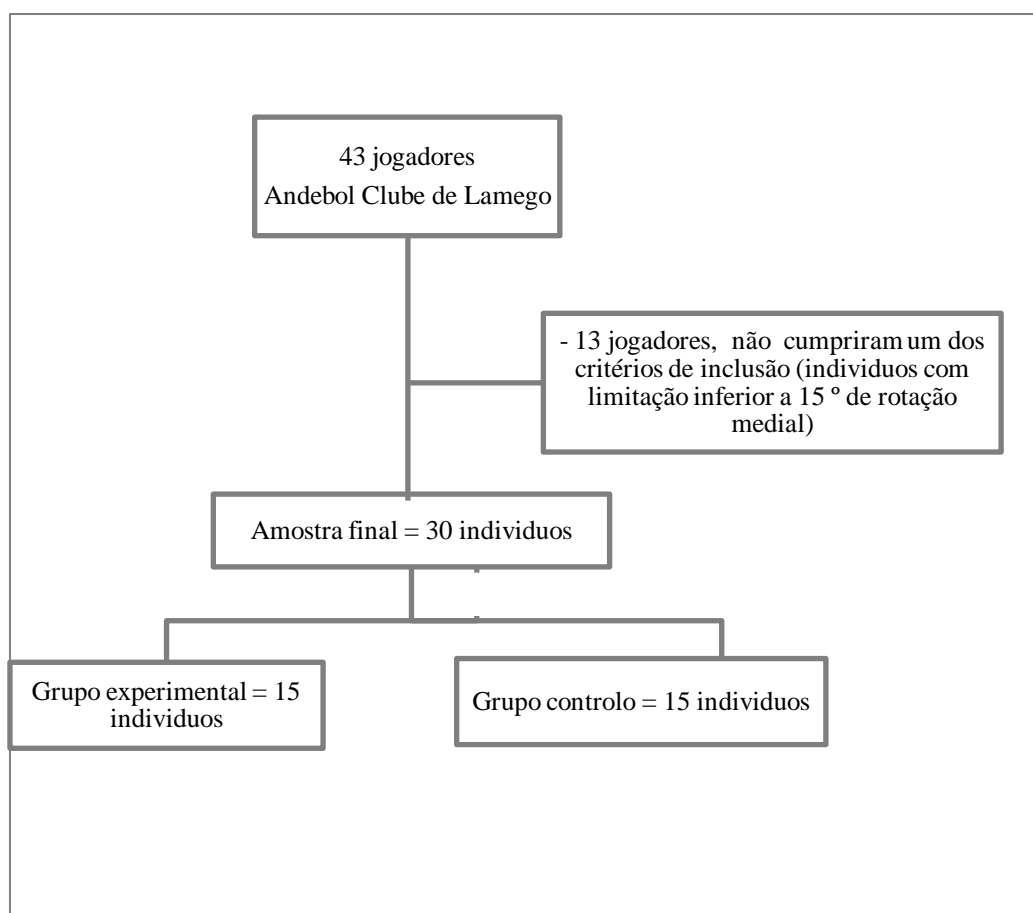 43 jogadores
Andebol Clube de Lamego
- 13 jogadores, não cumpriram um dos
critérios de inclusão (individuos com
limitação inferior a 15 º de rotação
medial)
Amostra final = 30 individuos
Grupo experimental = 15
individuos
Grupo controlo = 15 individuos